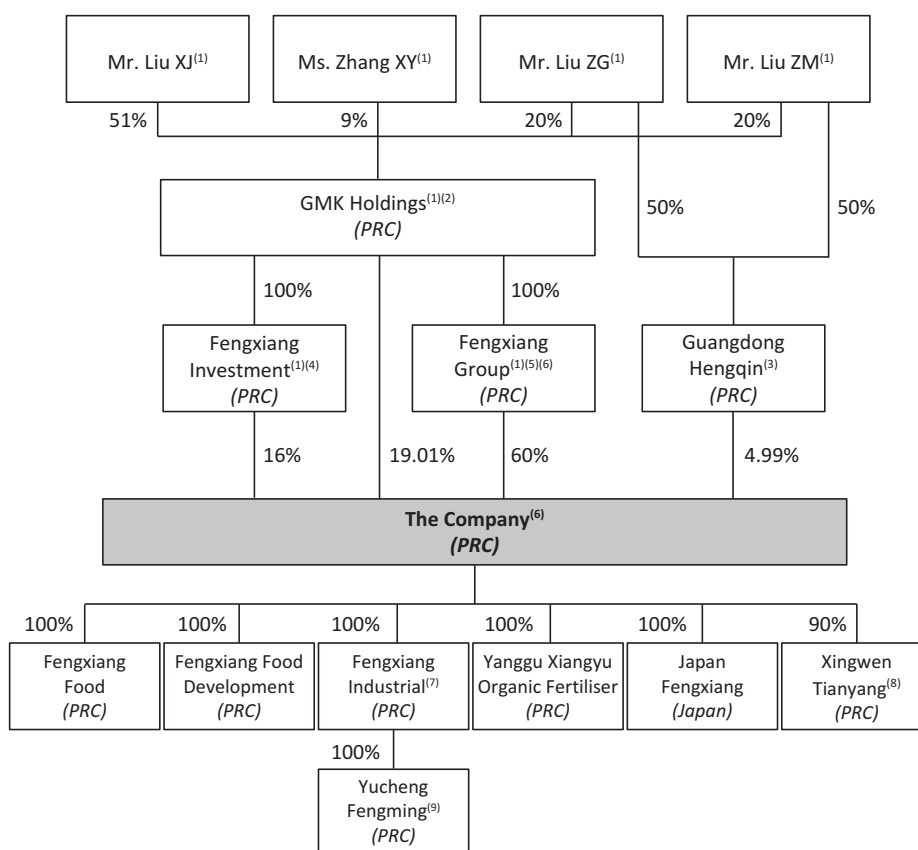 Mr. Liu XJ(1)
Ms. Zhang XY(1)
Mr. Liu ZG(1)
Mr. Liu ZM(1)
51%
9%
20%
20%
GMK Holdings(1)(2)
(PRC)
50%
50%
100%
100%
Fengxiang
Investment(1)(4)
(PRC)
Fengxiang
Group(1)(5)(6)
(PRC)
Guangdong
Hengqin(3)
(PRC)
16%
19.01%
60%
4.99%
The Company(6)
(PRC)
100%
100%
100%
100%
100%
90%
Fengxiang
Food
(PRC)
Fengxiang Food
Development
(PRC)
Fengxiang
Industrial(7)
(PRC)
Yanggu Xiangyu
Organic Fertiliser
(PRC)
Japan
Fengxiang
(Japan)
Xingwen
Tianyang(8)
(PRC)
100%
Yucheng
Fengming(9)
(PRC)